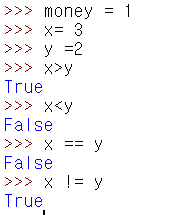 >>> money = 1
>>> x= 3
>>> y =2
>>> x>y
True
>>> x<y
False
>>> x == y
False
>>> x != y
True